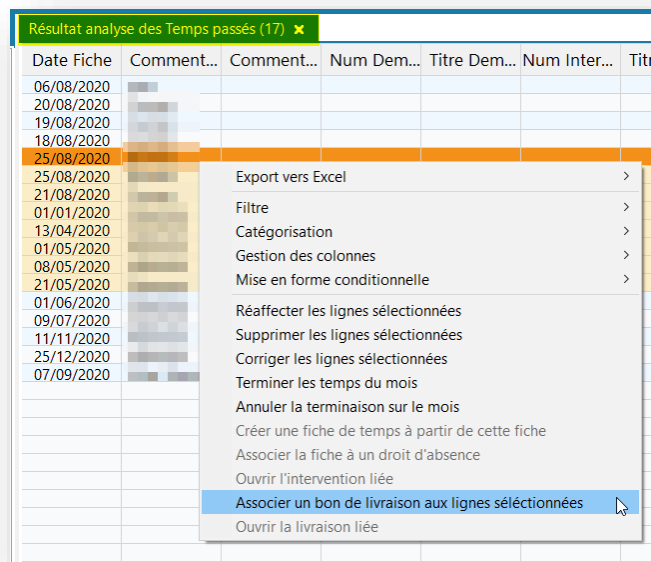 Résultat analyse des Temps passés (17) ×
Date Fiche Comment... Comment... Num Dem... Titre Dem... Num Inter... Tit
06/08/2020
20/08/2020
19/08/2020
18/08/2020
25/08/2020
25/08/2020
21/08/2020
01/01/2020
13/04/2020
01/05/2020
08/05/2020
21/05/2020
01/06/2020
09/07/2020
11/11/2020
25/12/2020
07/09/2020
Export vers Excel
Filtre
Catégorisation
Gestion des colonnes
Mise en forme conditionnelle
Réaffecter les lignes sélectionnées
Supprimer les lignes sélectionnées
Corriger les lignes sélectionnées
Terminer les temps du mois
Annuler la terminaison sur le mois
Créer une fiche de temps à partir de cette fiche
Associer la fiche à un droit d'absence
Ouvrir l'intervention liée
Associer un bon de livraison aux lignes séléctionnées
Ouvrir la livraison liée